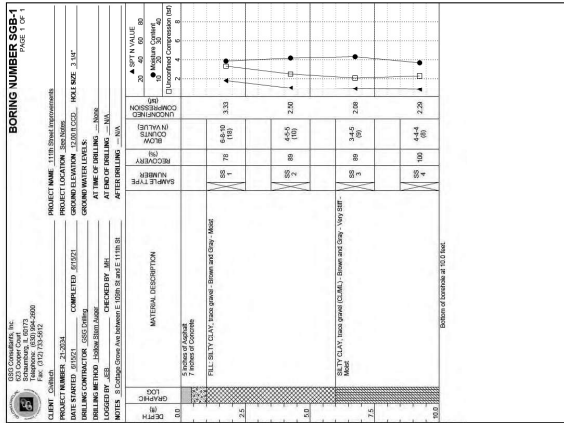 GSG Consultants, Inc.
623 Cooper Court
Schaumburg, IL 60173
Telephone: (630) 994-2600
Fax: (312) 733-5612
BORING NUMBER SGB-1
PAGE 1 OF 1
CLIENT Civiltech
PROJECT NAME 111th Street Improvements
PROJECT NUMBER 21-2034
PROJECT LOCATION See Notes
DATE STARTED 6/15/21 COMPLETED 6/15/21
GROUND ELEVATION 12.00 ft CCD HOLE SIZE 3 1/4"
DRILLING CONTRACTOR GSG Drilling
GROUND WATER LEVELS:
DRILLING METHOD Hollow Stem Auger
AT TIME OF DRILLING --- None
LOGGED BY JEB CHECKED BY MH
AT END OF DRILLING --- N/A
NOTES S Cottage Grove Ave between E 109th St and E 111th St
AFTER DRILLING --- N/A
DEPTH (ft)
GRAPHIC LOG
MATERIAL DESCRIPTION
SAMPLE TYPE NUMBER
RECOVERY (%)
BLOW COUNTS (N VALUE)
UNCONFINED COMPRESSION (tsf)
▲ SPT N VALUE
20 40 60 80
● Moisture Content
10 20 30 40
□ Unconfined Compression (tsf)
2 4 6 8
0.0
5 inches of Asphalt
7 inches of Concrete
FILL: SILTY CLAY, trace gravel - Brown and Gray - Moist
SS 1
78
6-8-10 (18)
3.33
2.5
SS 2
89
4-5-5 (10)
2.50
5.0
SILTY CLAY, trace gravel (CL/ML) - Brown and Gray - Very Stiff - Moist
SS 3
89
3-4-5 (9)
2.08
7.5
SS 4
100
4-4-4 (8)
2.29
10.0
Bottom of borehole at 10.0 feet.